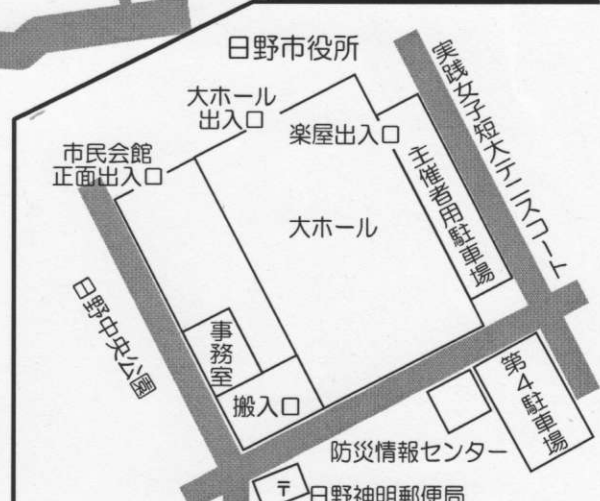 日野市役所
大ホール
出入口
楽屋出入口
市民会館
正面出入口
実践女子短大テニスコート
主催者用駐車場
大ホール
日野中央公園
事務室
搬入口
第4駐車場
防災情報センター
〒日野神明郵便局